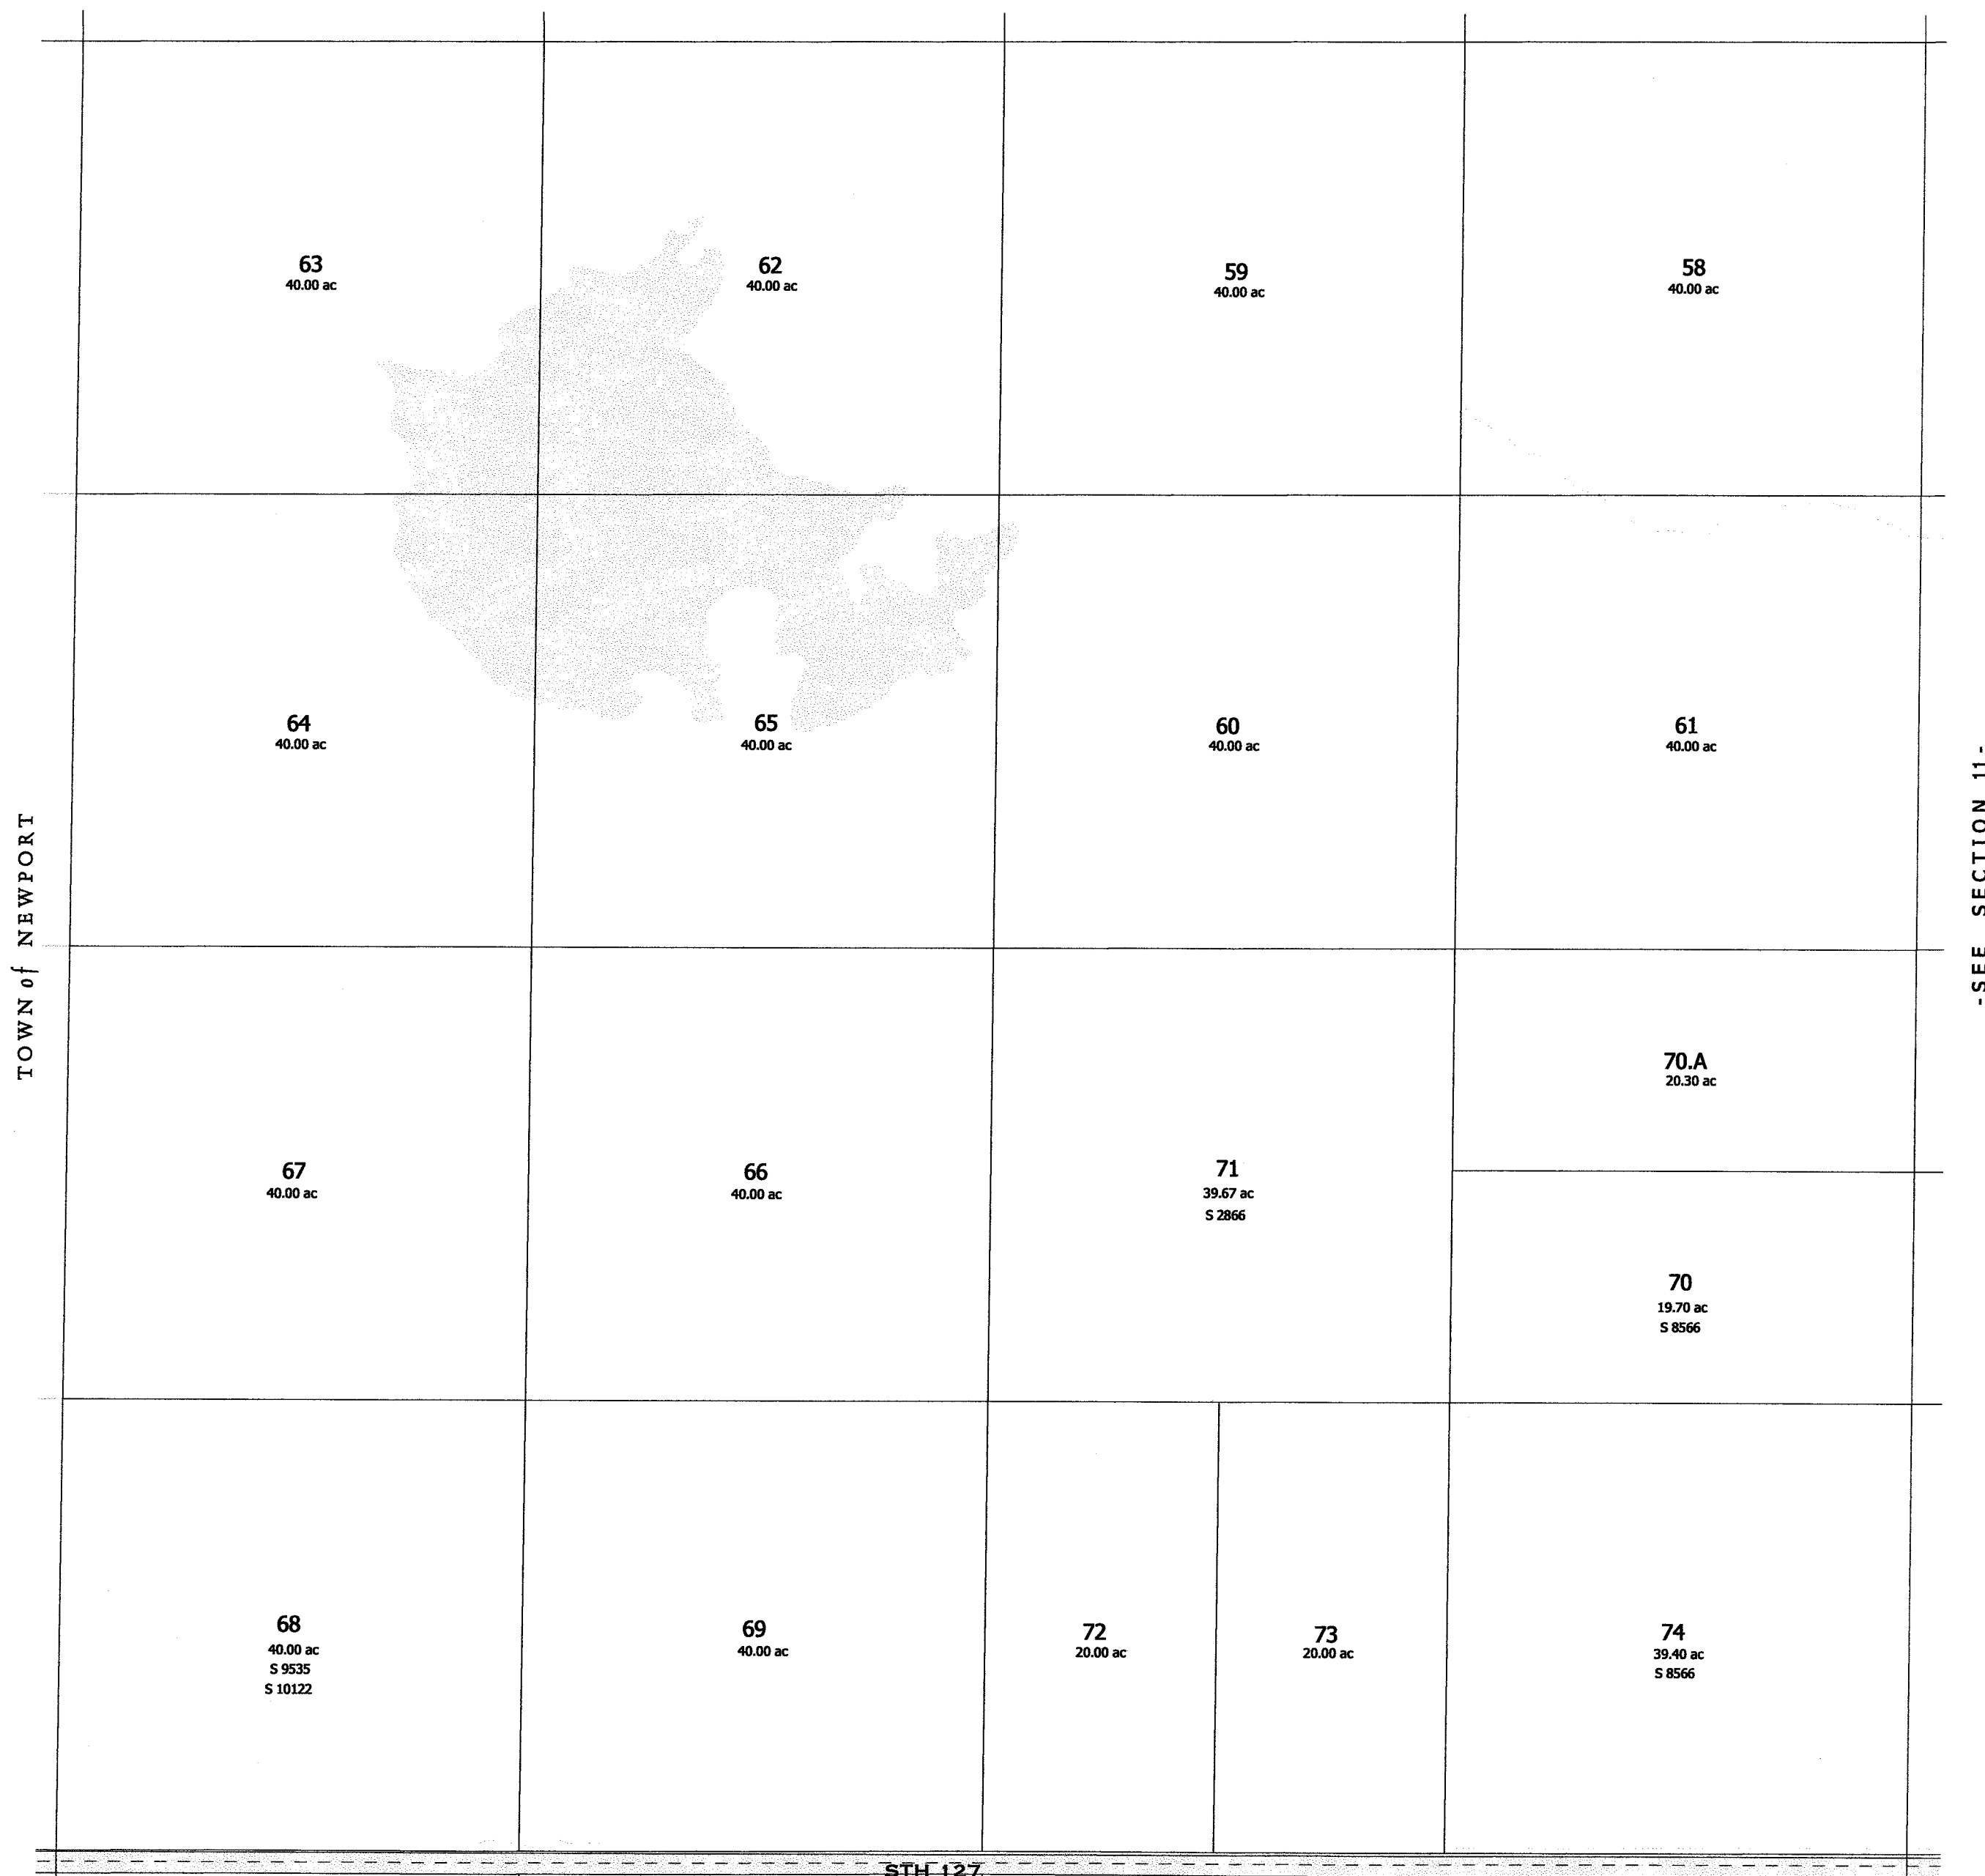 63
40.00 ac
62
40.00 ac
59
40.00 ac
58
40.00 ac
64
40.00 ac
65
40.00 ac
60
40.00 ac
61
40.00 ac
TOWN of NEWPORT
-SEE SECTION 11-
67
40.00 ac
66
40.00 ac
71
39.67 ac
S 2866
70.A
20.30 ac
70
19.70 ac
S 8566
68
40.00 ac
S 9535
S 10122
69
40.00 ac
72
20.00 ac
73
20.00 ac
74
39.40 ac
S 8566
STH 127